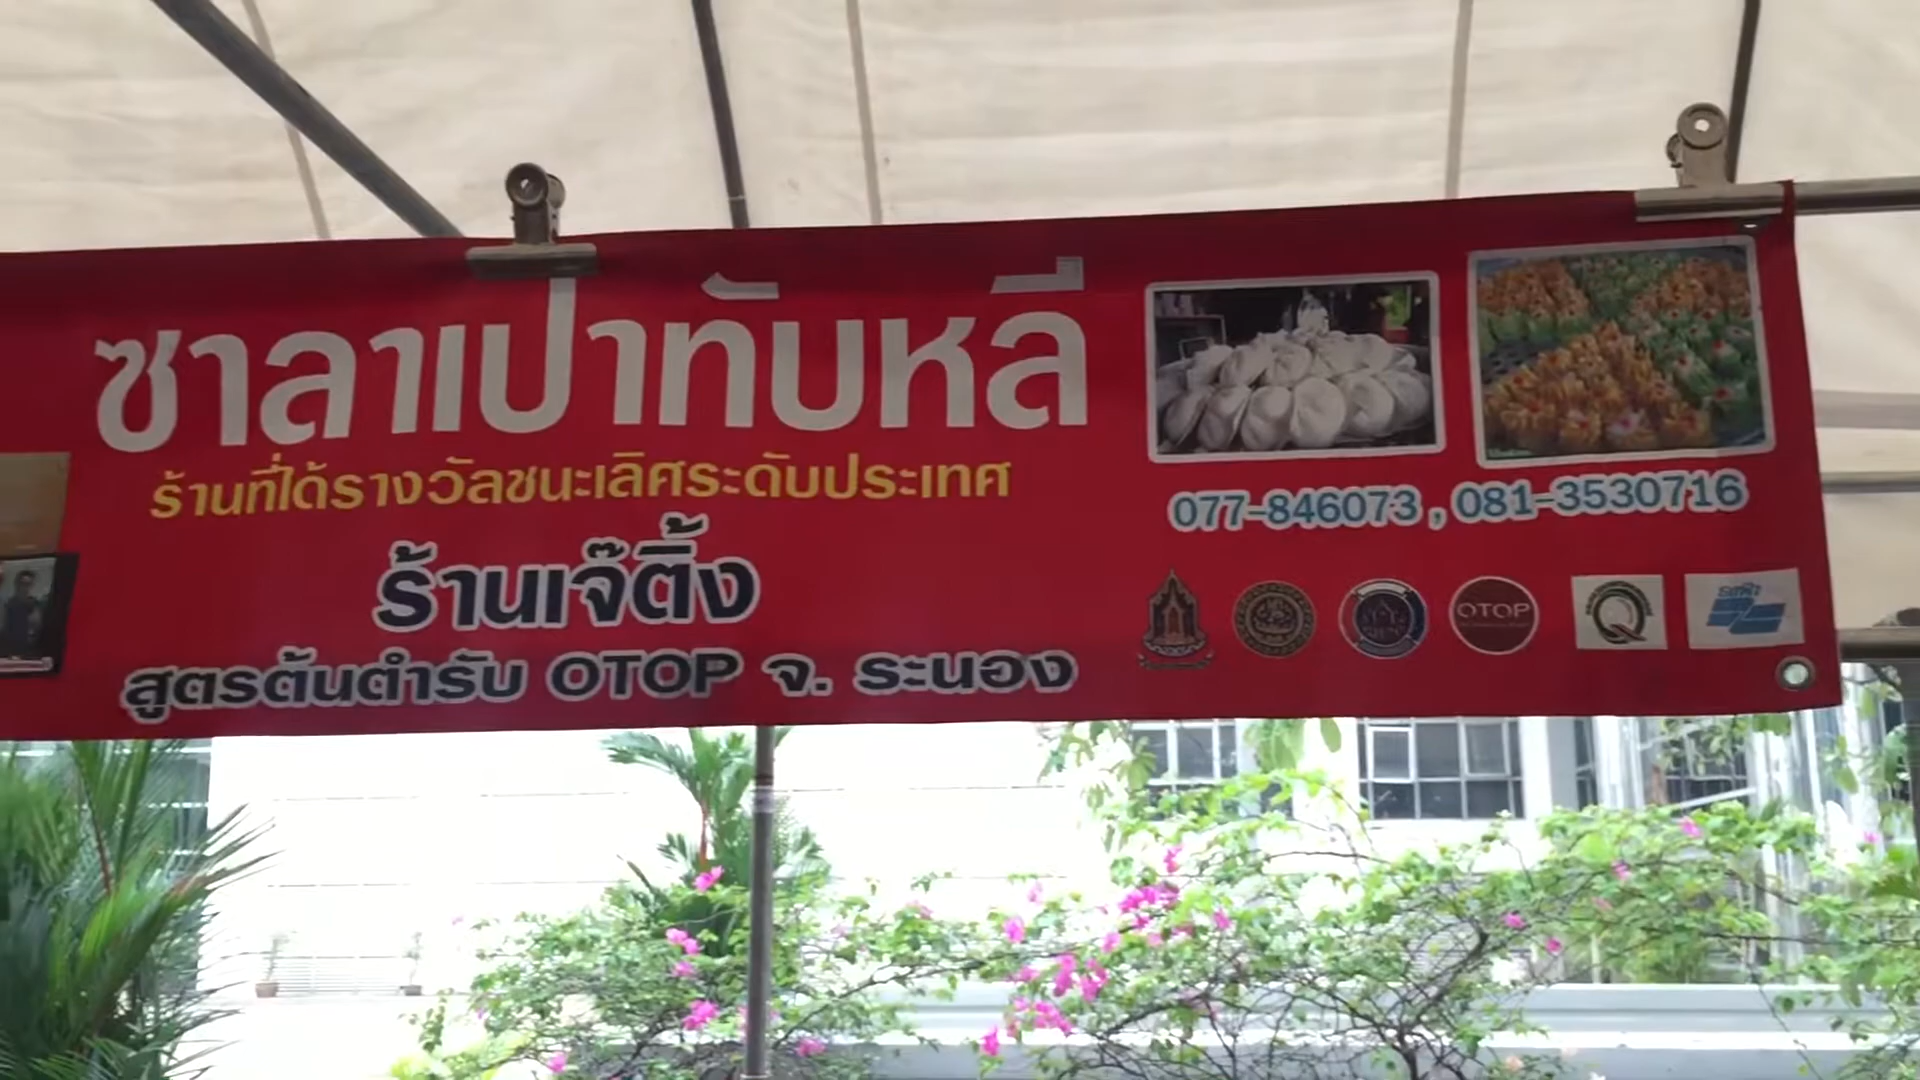 ซาลาเปาทับหลี
ร้านที่ได้รางวัลชนะเลิศระดับประเทศ
ร้านเจ๊ติ้ง
สูตรต้นตำรับ OTOP จ. ระนอง
077-846073 , 081-3530716
OTOP